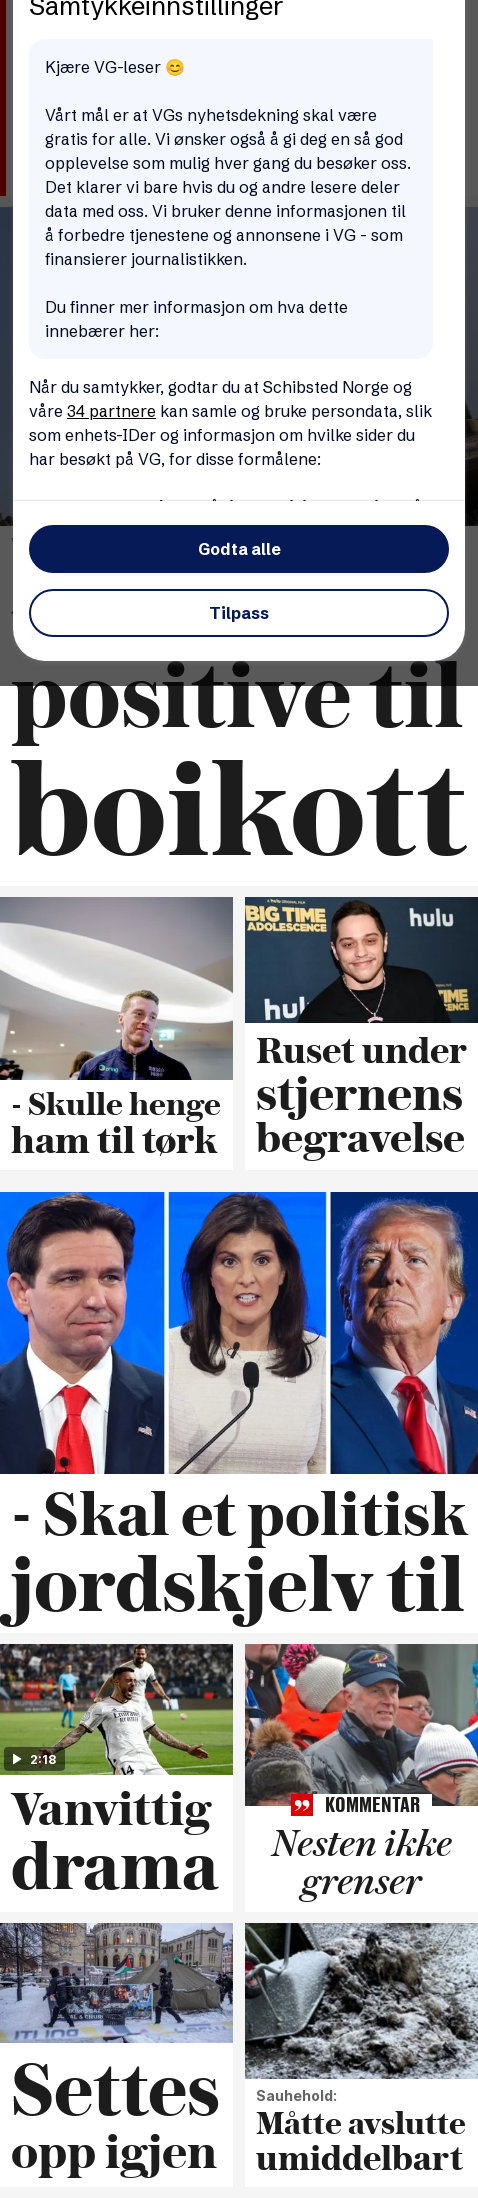 Samtykkeinnstillinger
Kjære VG-leser 😊
Vårt mål er at VGs nyhetsdekning skal være
gratis for alle. Vi ønsker også å gi deg en så god
opplevelse som mulig hver gang du besøker oss.
Det klarer vi bare hvis du og andre lesere deler
data med oss. Vi bruker denne informasjonen til
å forbedre tjenestene og annonsene i VG - som
finansierer journalistikken.
Du finner mer informasjon om hva dette
innebærer her:
Når du samtykker, godtar du at Schibsted Norge og
våre 34 partnere kan samle og bruke persondata, slik
som enhets-IDer og informasjon om hvilke sider du
har besøkt på VG, for disse formålene:
Godta alle
Tilpass
positive til
boikott
BIG TIME
ADOLESCENCE
hulu
- Skulle henge
ham til tørk
Ruset under
stjernens
begravelse
- Skal et politisk
jordskjelv til
2:18
Vanvittig
drama
KOMMENTAR
Nesten ikke
grenser
Settes
opp igjen
Sauhehold:
Måtte avslutte
umiddelbart